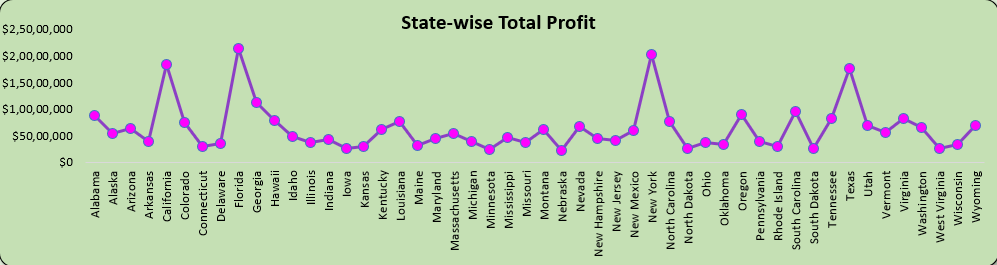 State-wise Total Profit
$2,50,00,000
$2,00,00,000
$1,50,00,000
$1,00,00,000
$50,00,000
$0
Alabama
Alaska
Arizona
Arkansas
California
Colorado
Connecticut
Delaware
Florida
Georgia
Hawaii
Idaho
Illinois
Indiana
Iowa
Kansas
Kentucky
Louisiana
Maine
Maryland
Massachusetts
Michigan
Minnesota
Mississippi
Missouri
Montana
Nebraska
Nevada
New Hampshire
New Jersey
New Mexico
New York
North Carolina
North Dakota
Ohio
Oklahoma
Oregon
Pennsylvania
Rhode Island
South Carolina
South Dakota
Tennessee
Texas
Utah
Vermont
Virginia
Washington
West Virginia
Wisconsin
Wyoming